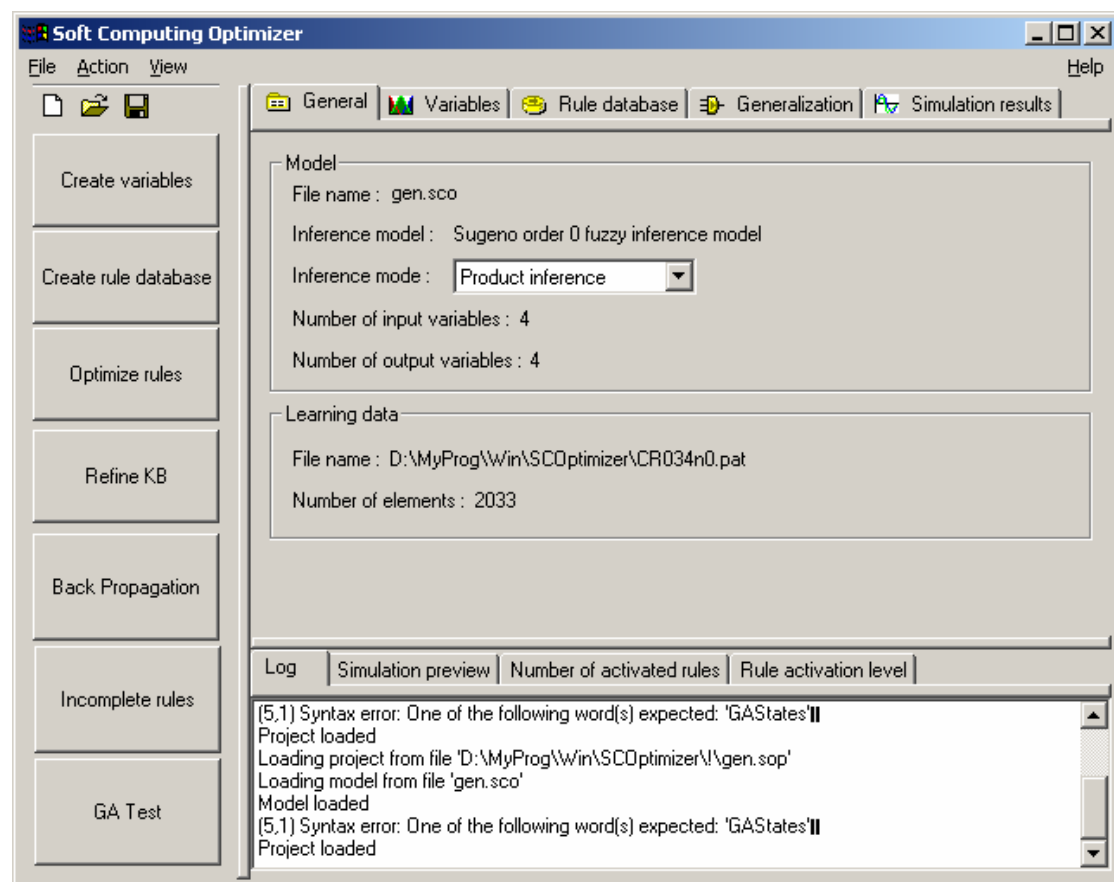 Soft Computing Optimizer
File Action View Help
General Variables Rule database Generalization Simulation results
Create variables
Create rule database
Optimize rules
Refine KB
Back Propagation
Incomplete rules
GA Test
Model
File name : gen.sco
Inference model : Sugeno order 0 fuzzy inference model
Inference mode : Product inference
Number of input variables : 4
Number of output variables : 4
Learning data
File name : D:\MyProg\Win\SCOptimizer\CR034n0.pat
Number of elements : 2033
Log Simulation preview Number of activated rules Rule activation level
(5,1) Syntax error: One of the following word(s) expected: 'GAStates'||
Project loaded
Loading project from file 'D:\MyProg\Win\SCOptimizer\!\gen.sop'
Loading model from file 'gen.sco'
Model loaded
(5,1) Syntax error: One of the following word(s) expected: 'GAStates'||
Project loaded